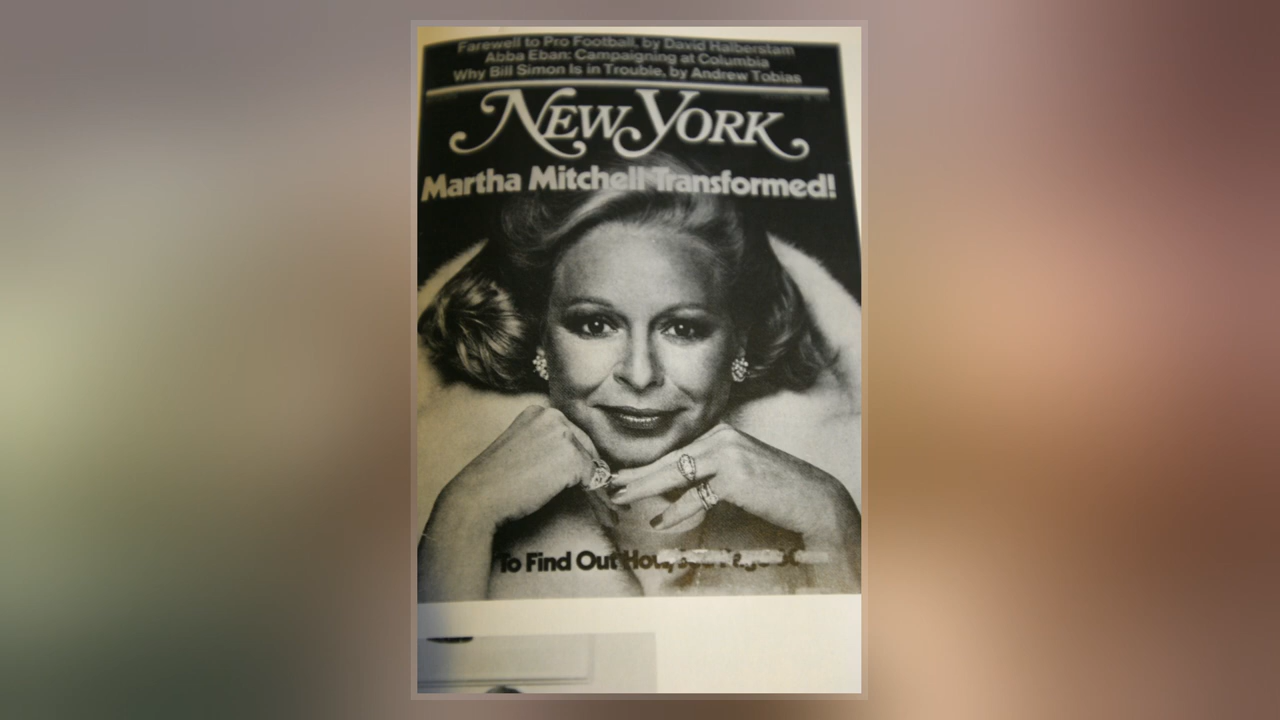 Farewell to Pro Football, by David Halberstam
Abba Eban: Campaigning at Columbia
Why Bill Simon Is in Trouble, by Andrew Tobias
NEW YORK
Martha Mitchell Transformed!
To Find Out How,